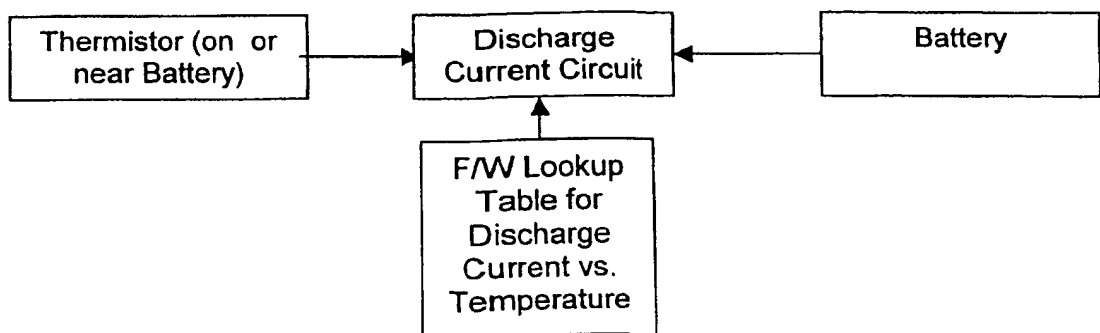 Thermistor (on or
near Battery)
Discharge
Current Circuit
Battery
F/W Lookup
Table for
Discharge
Current vs.
Temperature